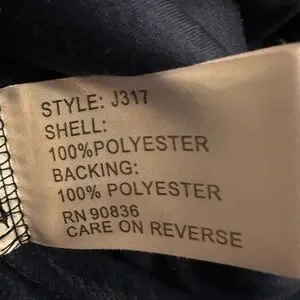 STYLE: J317
SHELL:
100%POLYESTER
BACKING:
100% POLYESTER
RN 90836
CARE ON REVERSE